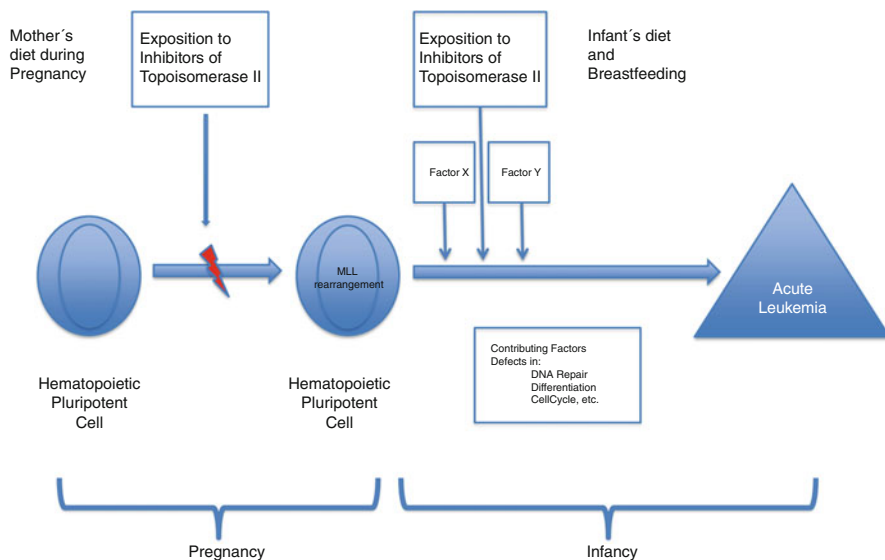 Mother´s
diet during
Pregnancy
Exposition to
Inhibitors of
Topoisomerase II
Exposition to
Inhibitors of
Topoisomerase II
Infant´s diet
and
Breastfeeding
Factor X
Factor Y
MLL
rearrangement
Acute
Leukemia
Hematopoietic
Pluripotent
Cell
Hematopoietic
Pluripotent
Cell
Contributing Factors
Defects in:
DNA Repair
Differentiation
CellCycle, etc.
Pregnancy
Infancy